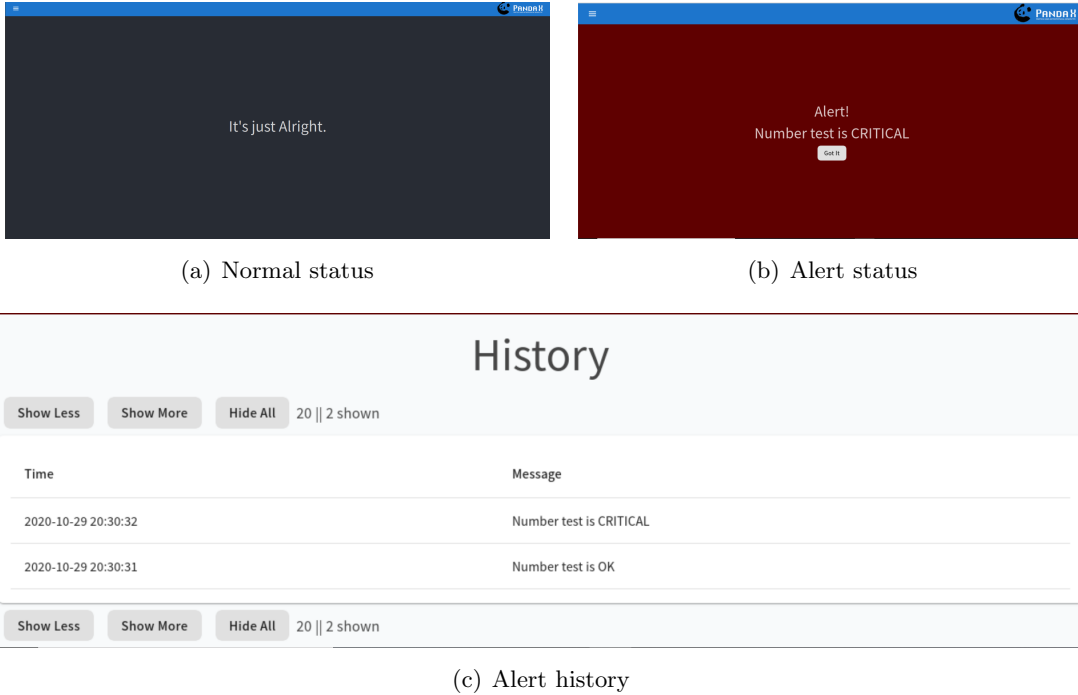 ≡ PANDA X
It's just Alright.
(a) Normal status
≡ PANDA X
Alert!
Number test is CRITICAL
Got It
(b) Alert status
History
Show Less Show More Hide All 20 || 2 shown
Time Message
2020-10-29 20:30:32 Number test is CRITICAL
2020-10-29 20:30:31 Number test is OK
Show Less Show More Hide All 20 || 2 shown
(c) Alert history